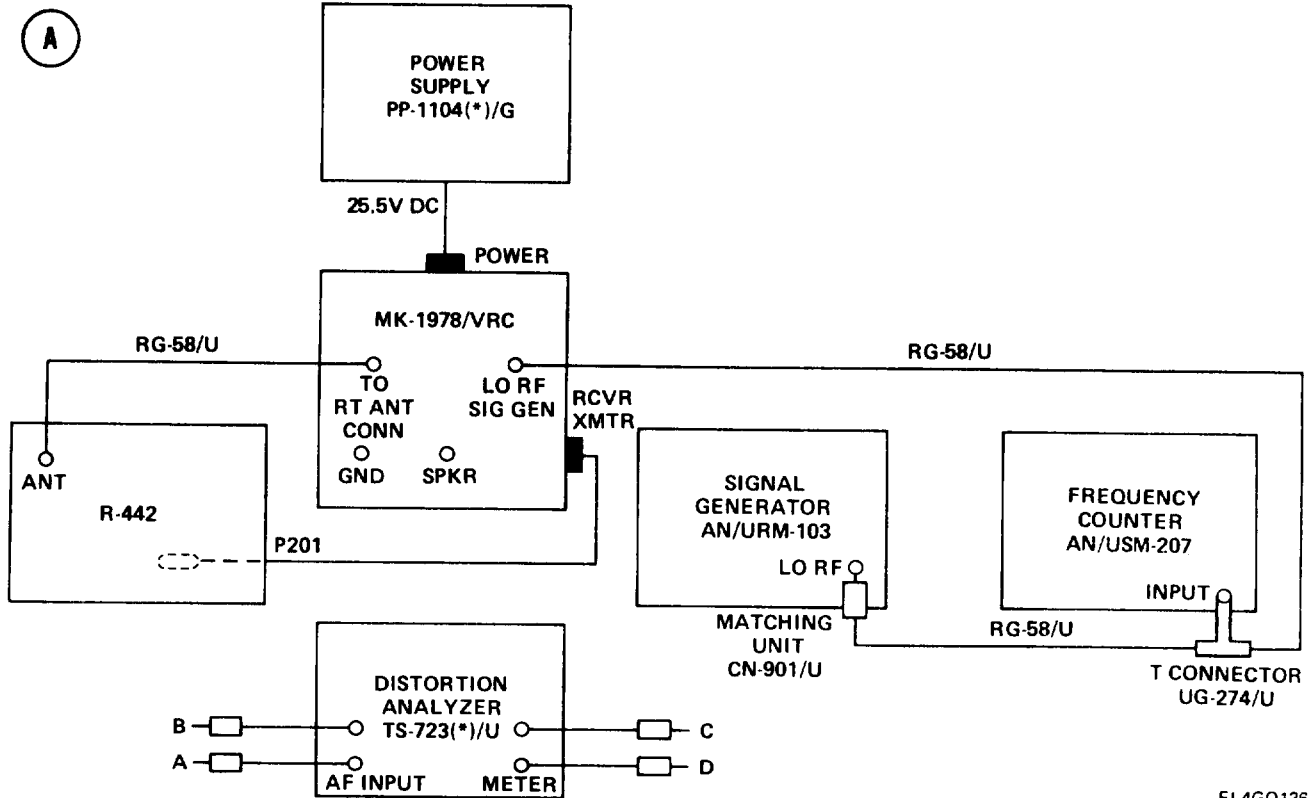 A
POWER
SUPPLY
PP-1104(*)/G
25.5V DC
POWER
MK-1978/VRC
RG-58/U
TO
RT ANT
CONN
LO RF
SIG GEN
RCVR
XMTR
GND
SPKR
RG-58/U
ANT
R-442
P201
SIGNAL
GENERATOR
AN/URM-103
LO RF
MATCHING
UNIT
CN-901/U
RG-58/U
FREQUENCY
COUNTER
AN/USM-207
INPUT
T CONNECTOR
UG-274/U
DISTORTION
ANALYZER
TS-723(*)/U
B
A
AF INPUT
METER
C
D